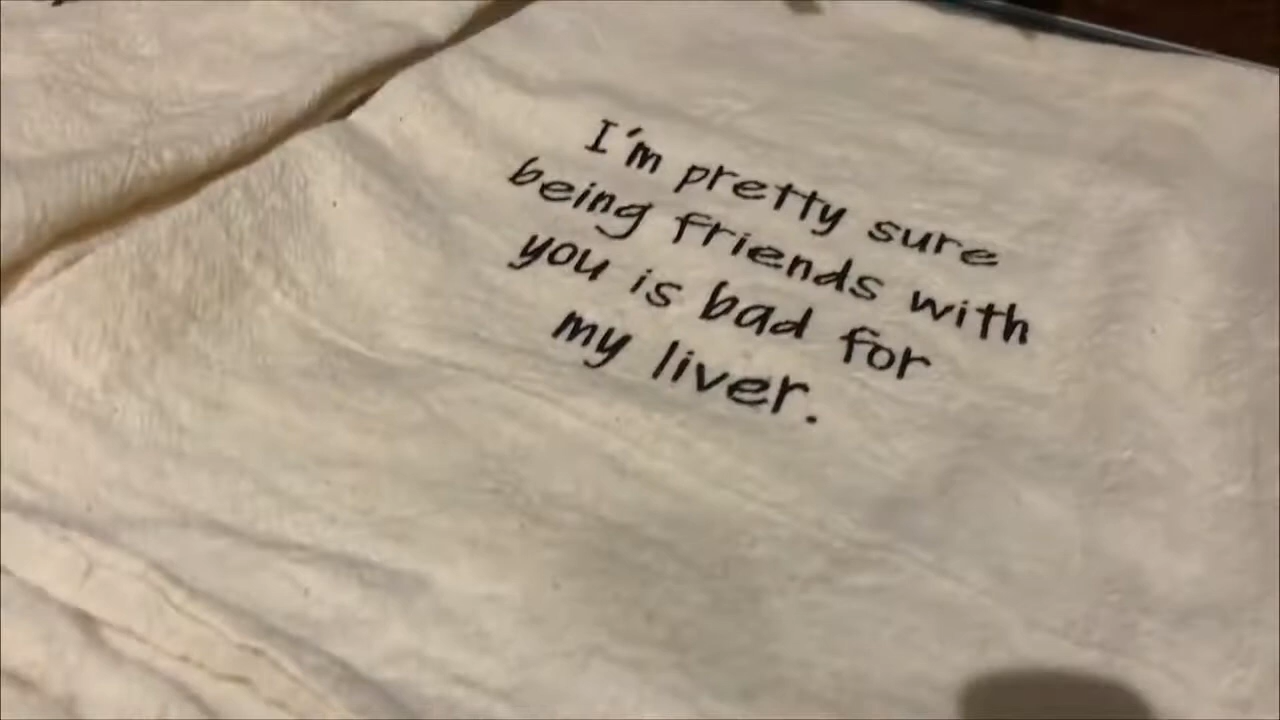 I'm pretty sure
being friends with
you is bad for
my liver.